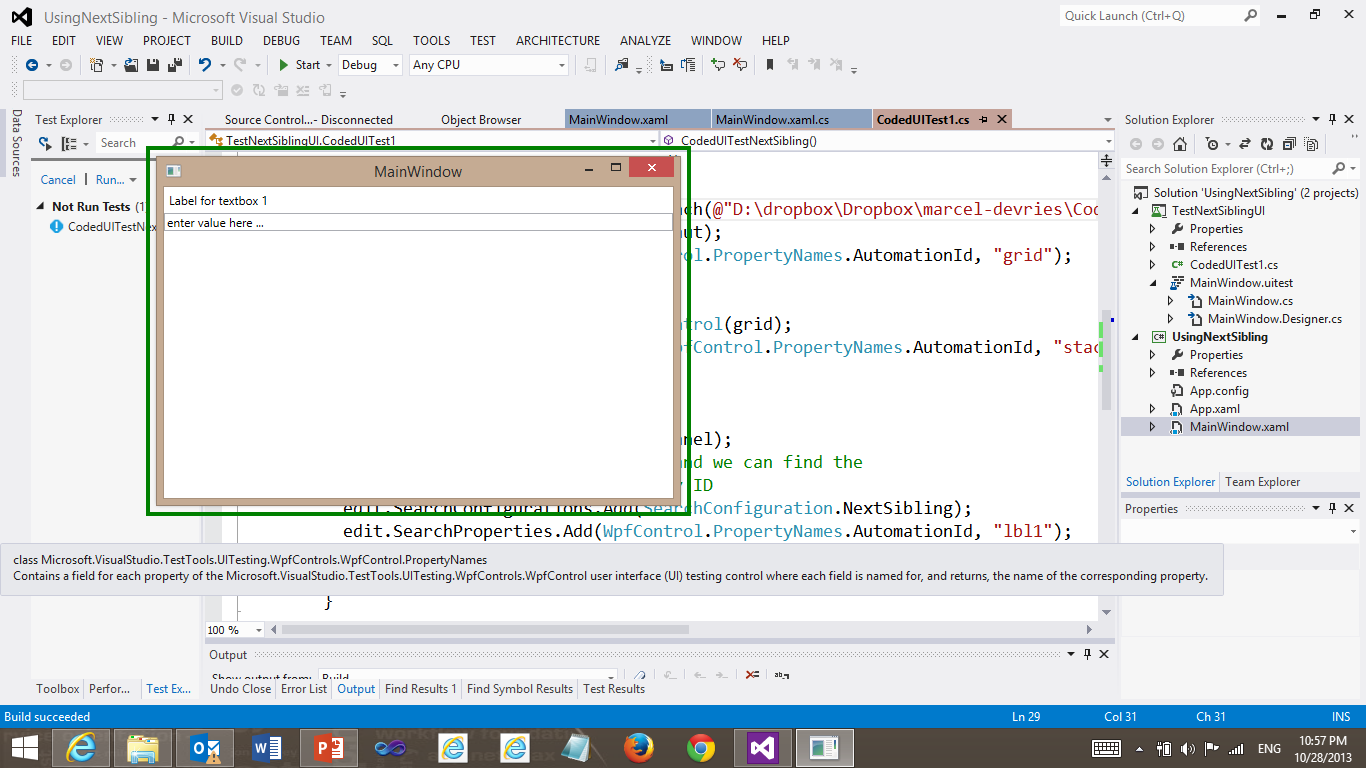 UsingNextSibling - Microsoft Visual Studio
Quick Launch (Ctrl+Q)
FILE EDIT VIEW PROJECT BUILD DEBUG TEAM SQL TOOLS TEST ARCHITECTURE ANALYZE WINDOW HELP
Start Debug Any CPU
Data Sources
Test Explorer
Search
Cancel Run...
Not Run Tests (1
CodedUITestNex
Source Control...- Disconnected Object Browser MainWindow.xaml MainWindow.xaml.cs CodedUITest1.cs
TestNextSiblingUI.CodedUITest1 CodedUITestNextSibling()
MainWindow
Label for textbox 1
enter value here ...
ch(@"D:\dropbox\Dropbox\marcel-devries\Cod
ut);
ol.PropertyNames.AutomationId, "grid");
trol(grid);
pfControl.PropertyNames.AutomationId, "stac
nel);
nd we can find the
ID
edit.SearchConfigurations.Add(SearchConfiguration.NextSibling);
edit.SearchProperties.Add(WpfControl.PropertyNames.AutomationId, "lbl1");
class Microsoft.VisualStudio.TestTools.UITesting.WpfControls.WpfControl.PropertyNames
Contains a field for each property of the Microsoft.VisualStudio.TestTools.UITesting.WpfControls.WpfControl user interface (UI) testing control where each field is named for, and returns, the name of the corresponding property.
}
100 %
Output
Show output from: Build
Solution Explorer
Search Solution Explorer (Ctrl+;)
Solution 'UsingNextSibling' (2 projects)
TestNextSiblingUI
Properties
References
CodedUITest1.cs
MainWindow.uitest
MainWindow.cs
MainWindow.Designer.cs
UsingNextSibling
Properties
References
App.config
App.xaml
MainWindow.xaml
Solution Explorer Team Explorer
Properties
Toolbox Perfor... Test Ex... Undo Close Error List Output Find Results 1 Find Symbol Results Test Results
Build succeeded Ln 29 Col 31 Ch 31 INS
ENG
10:57 PM
10/28/2013